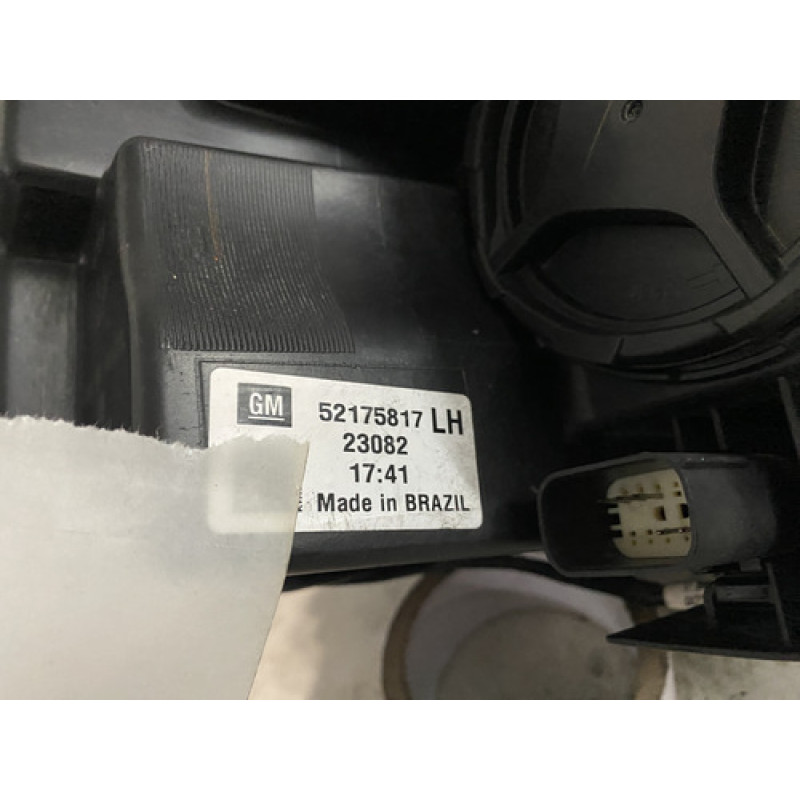 GM
52175817 LH
23082
17:41
Made in BRAZIL